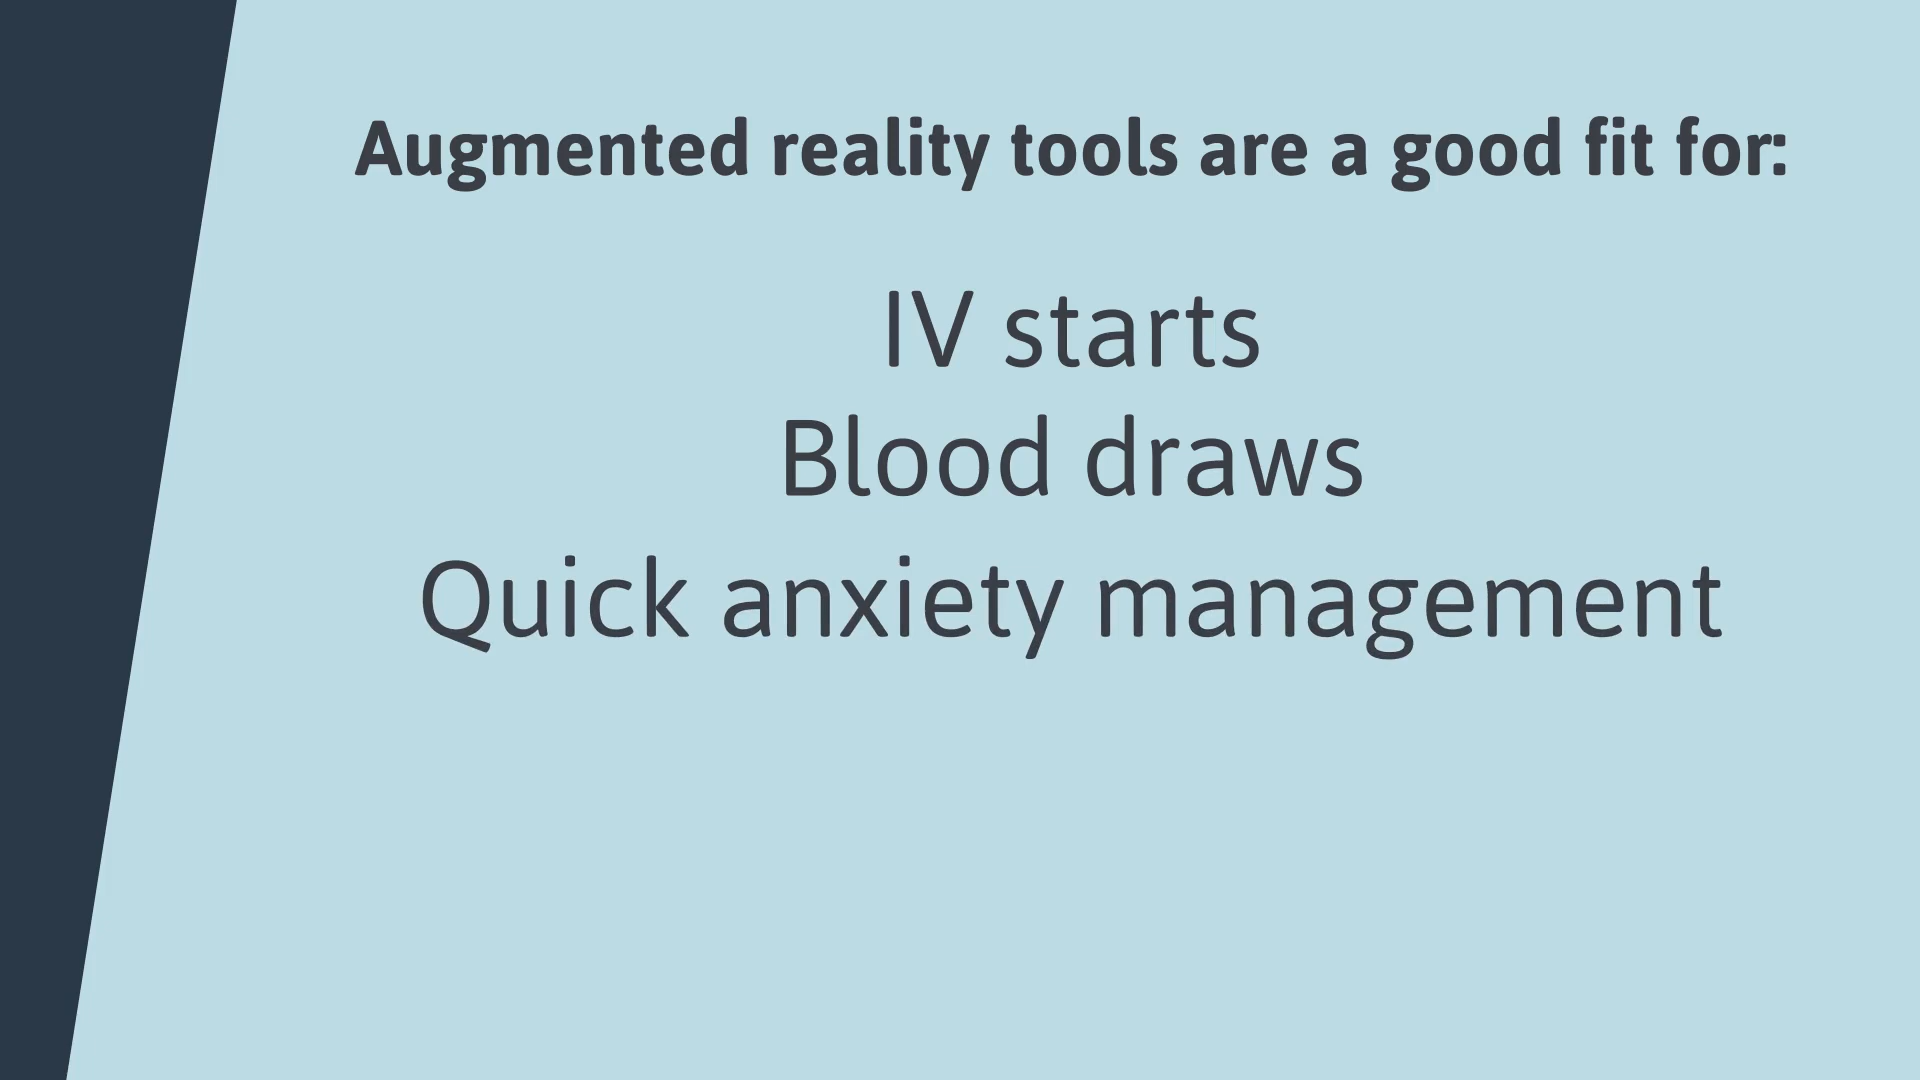 Augmented reality tools are a good fit for:
IV starts
Blood draws
Quick anxiety management